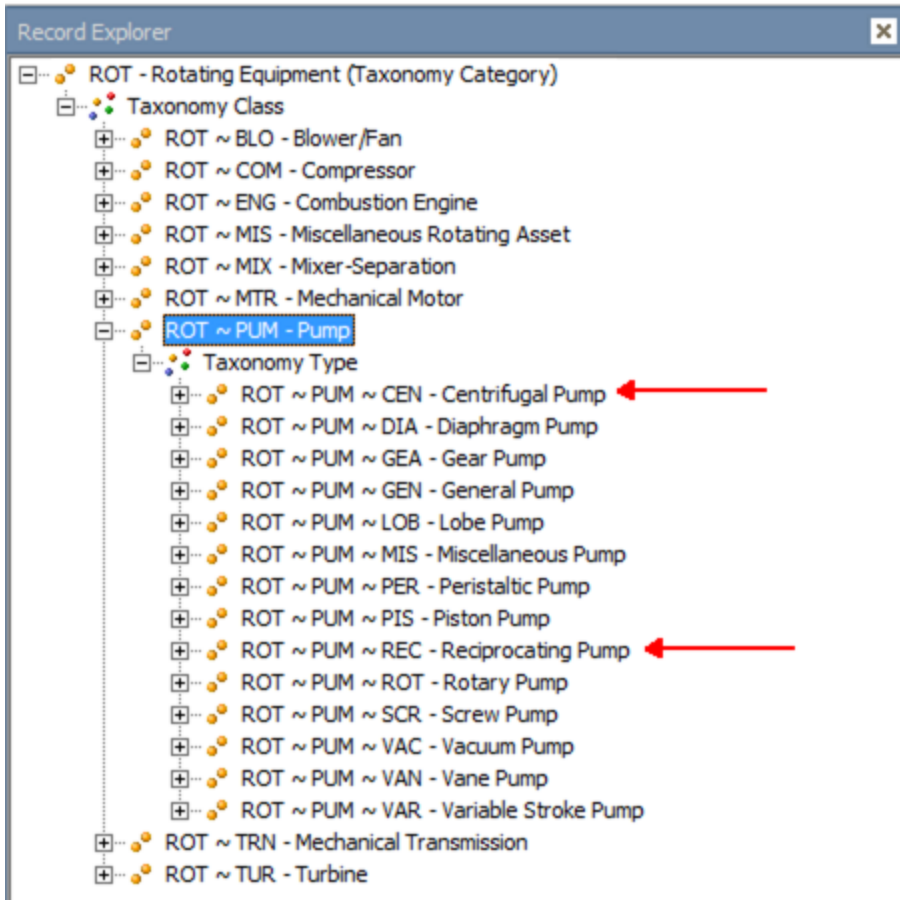 Record Explorer
ROT - Rotating Equipment (Taxonomy Category)
Taxonomy Class
ROT ~ BLO - Blower/Fan
ROT ~ COM - Compressor
ROT ~ ENG - Combustion Engine
ROT ~ MIS - Miscellaneous Rotating Asset
ROT ~ MIX - Mixer-Separation
ROT ~ MTR - Mechanical Motor
ROT ~ PUM - Pump
Taxonomy Type
ROT ~ PUM ~ CEN - Centrifugal Pump
ROT ~ PUM ~ DIA - Diaphragm Pump
ROT ~ PUM ~ GEA - Gear Pump
ROT ~ PUM ~ GEN - General Pump
ROT ~ PUM ~ LOB - Lobe Pump
ROT ~ PUM ~ MIS - Miscellaneous Pump
ROT ~ PUM ~ PER - Peristaltic Pump
ROT ~ PUM ~ PIS - Piston Pump
ROT ~ PUM ~ REC - Reciprocating Pump
ROT ~ PUM ~ ROT - Rotary Pump
ROT ~ PUM ~ SCR - Screw Pump
ROT ~ PUM ~ VAC - Vacuum Pump
ROT ~ PUM ~ VAN - Vane Pump
ROT ~ PUM ~ VAR - Variable Stroke Pump
ROT ~ TRN - Mechanical Transmission
ROT ~ TUR - Turbine